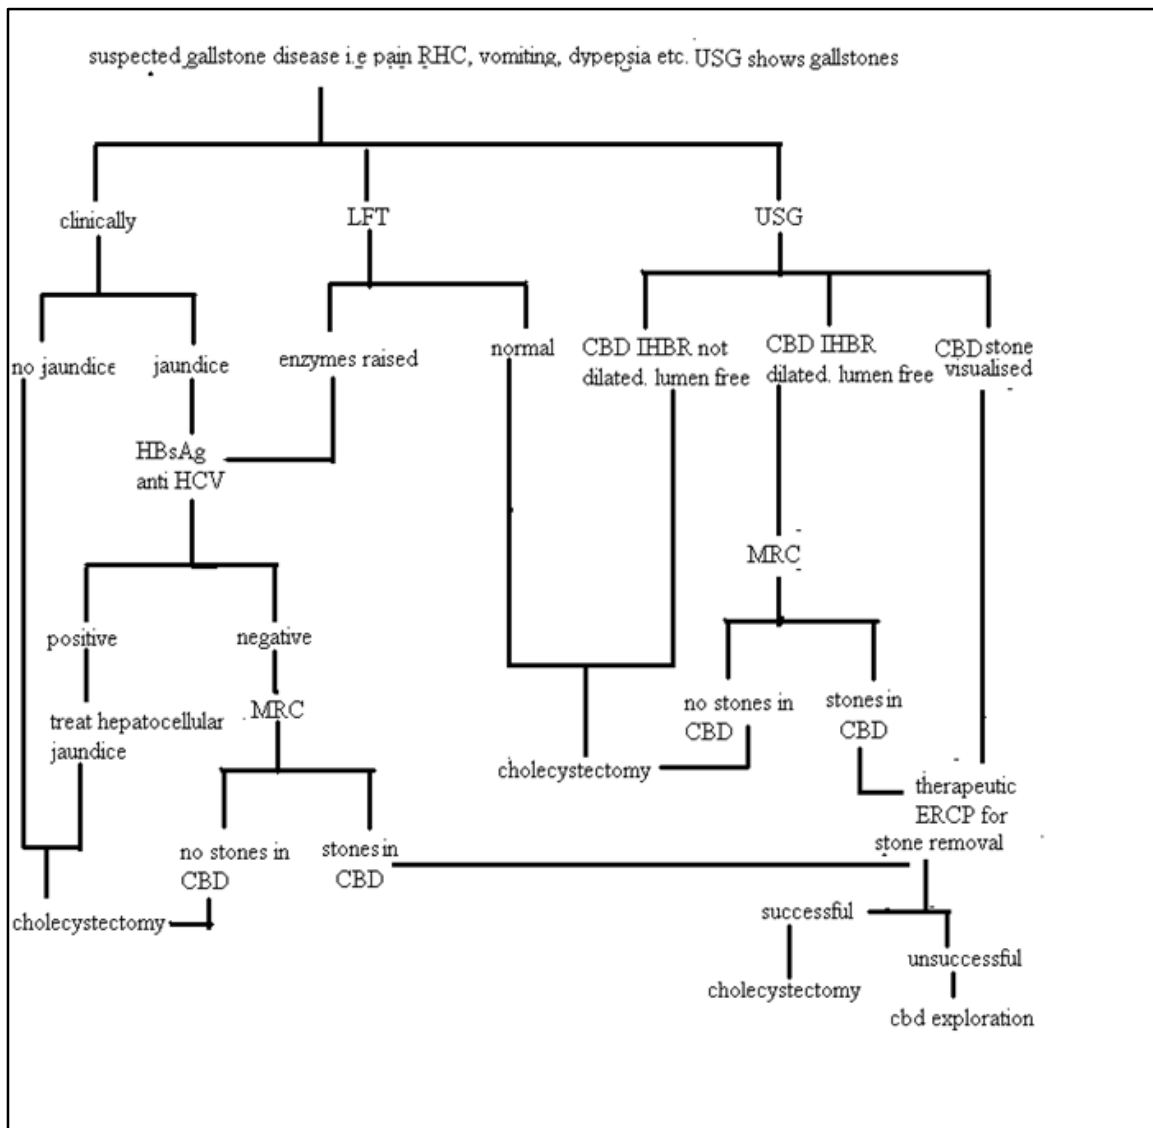 suspected gallstone disease i.e pain RHC, vomiting, dypepsia etc. USG shows gallstones
clinically
LFT
USG
no jaundice
jaundice
enzymes raised
normal
CBD IHBR not
dilated. lumen free
CBD IHBR
dilated. lumen free
CBD stone
visualised
HBsAg
anti HCV
MRC
positive
negative
treat hepatocellular
jaundice
MRC
no stones in
CBD
stones in
CBD
cholecystectomy
therapeutic
ERCP for
stone removal
no stones in
CBD
stones in
CBD
cholecystectomy
successful
unsuccessful
cholecystectomy
cbd exploration